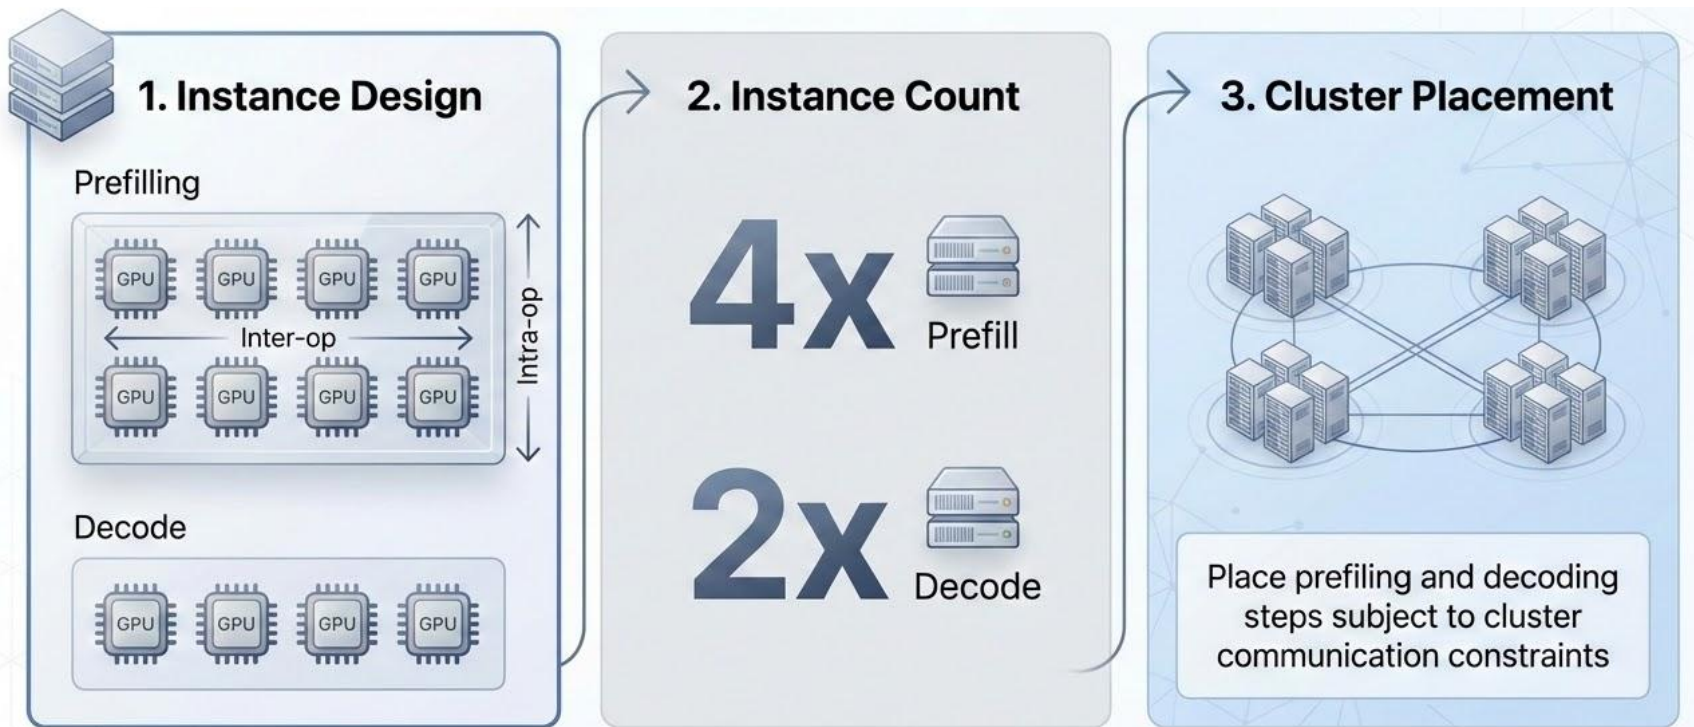 1. Instance Design
Prefilling
GPU GPU GPU GPU
Inter-op
Intra-op
GPU GPU GPU GPU
Decode
GPU GPU GPU GPU
2. Instance Count
4x
Prefill
2x
Decode
3. Cluster Placement
Place prefiling and decoding
steps subject to cluster
communication constraints